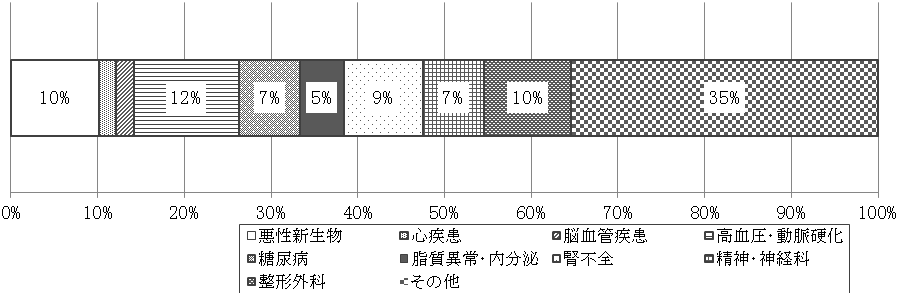 10% 12% 7% 5% 9% 7% 10% 35%
0% 10% 20% 30% 40% 50% 60% 70% 80% 90% 100%
悪性新生物 心疾患 脳血管疾患 高血圧・動脈硬化
糖尿病 脂質異常・内分泌 腎不全 精神・神経科
整形外科 その他